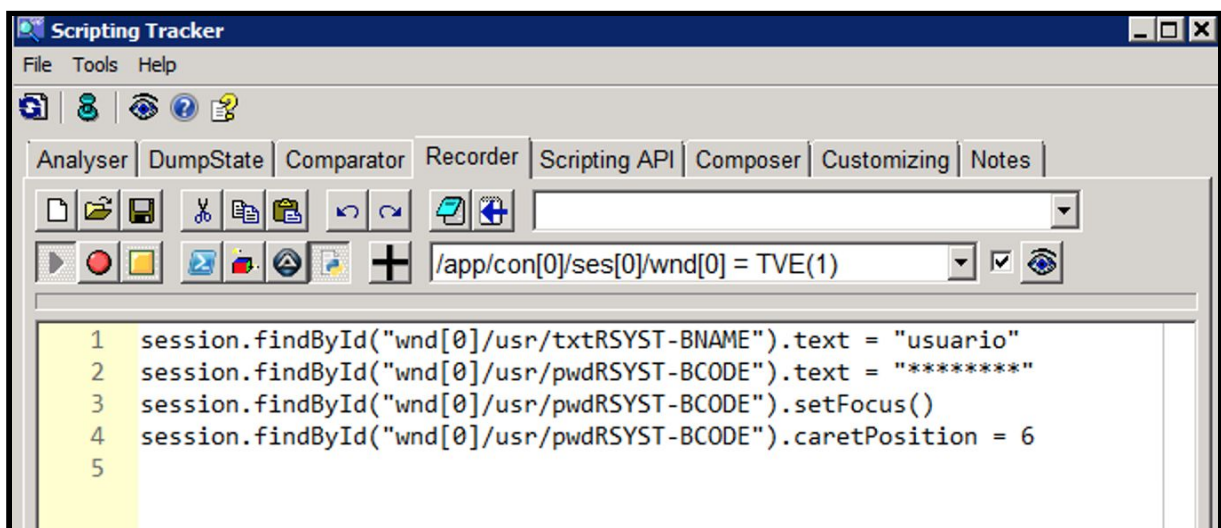 Scripting Tracker
File Tools Help
Analyser DumpState Comparator Recorder Scripting API Composer Customizing Notes
/app/con[0]/ses[0]/wnd[0] = TVE(1)
1 session.findById("wnd[0]/usr/txtRSYST-BNAME").text = "usuario"
2 session.findById("wnd[0]/usr/pwdRSYST-BCODE").text = "********"
3 session.findById("wnd[0]/usr/pwdRSYST-BCODE").setFocus()
4 session.findById("wnd[0]/usr/pwdRSYST-BCODE").caretPosition = 6
5